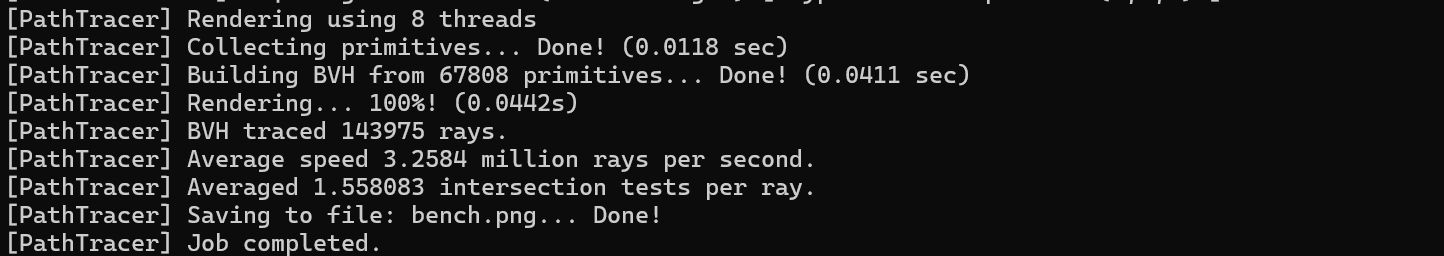 [PathTracer] Rendering using 8 threads
[PathTracer] Collecting primitives... Done! (0.0118 sec)
[PathTracer] Building BVH from 67808 primitives... Done! (0.0411 sec)
[PathTracer] Rendering... 100%! (0.0442s)
[PathTracer] BVH traced 143975 rays.
[PathTracer] Average speed 3.2584 million rays per second.
[PathTracer] Averaged 1.558083 intersection tests per ray.
[PathTracer] Saving to file: bench.png... Done!
[PathTracer] Job completed.